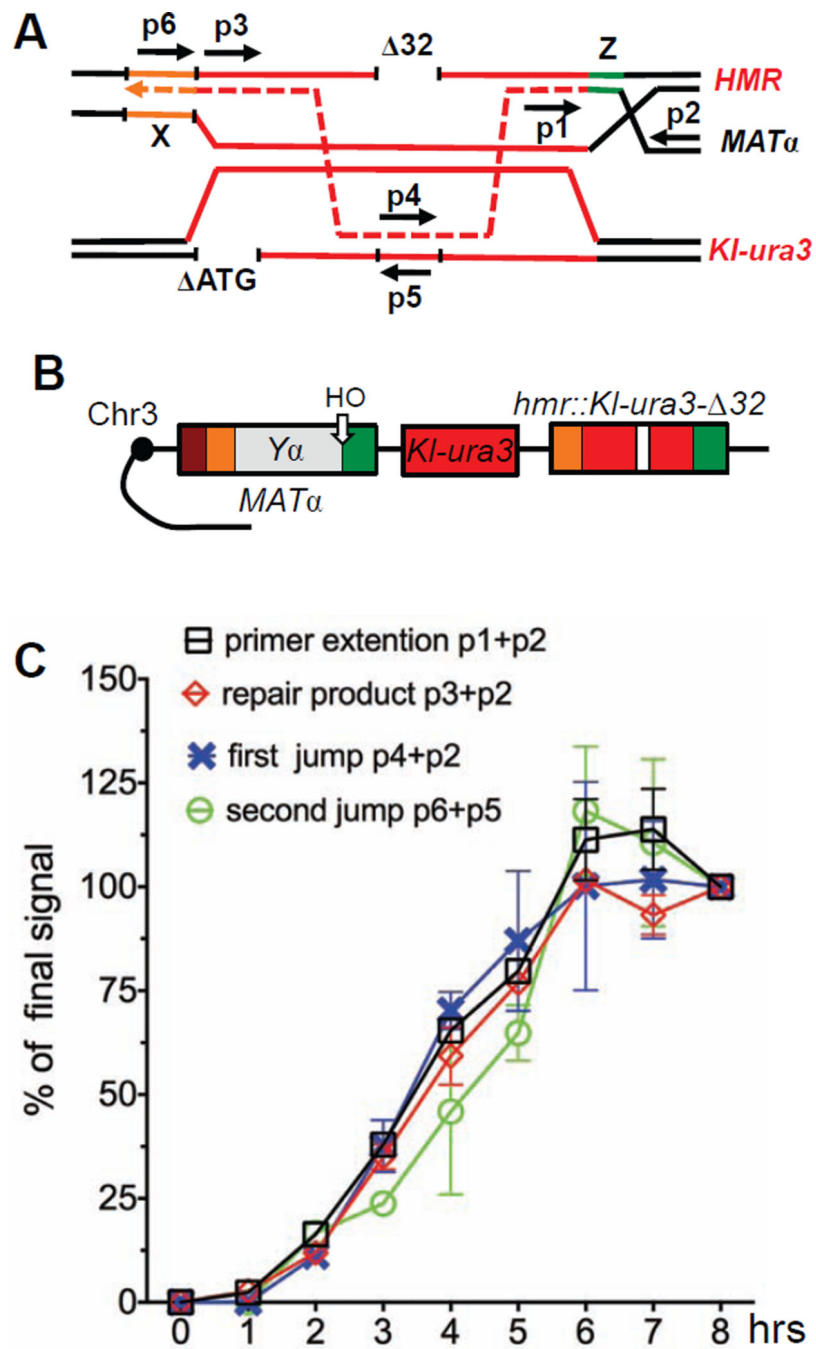 A
p6
p3
Δ32
Z
HMR
X
p1
p2
MATα
p4
Kl-ura3
ΔATG
p5
B
HO
hmr::Kl-ura3-Δ32
Chr3
Yα
Kl-ura3
MATα
C
primer extention p1+p2
repair product p3+p2
first jump p4+p2
second jump p6+p5
% of final signal
150
125
100
75
50
25
0
0 1 2 3 4 5 6 7 8 hrs